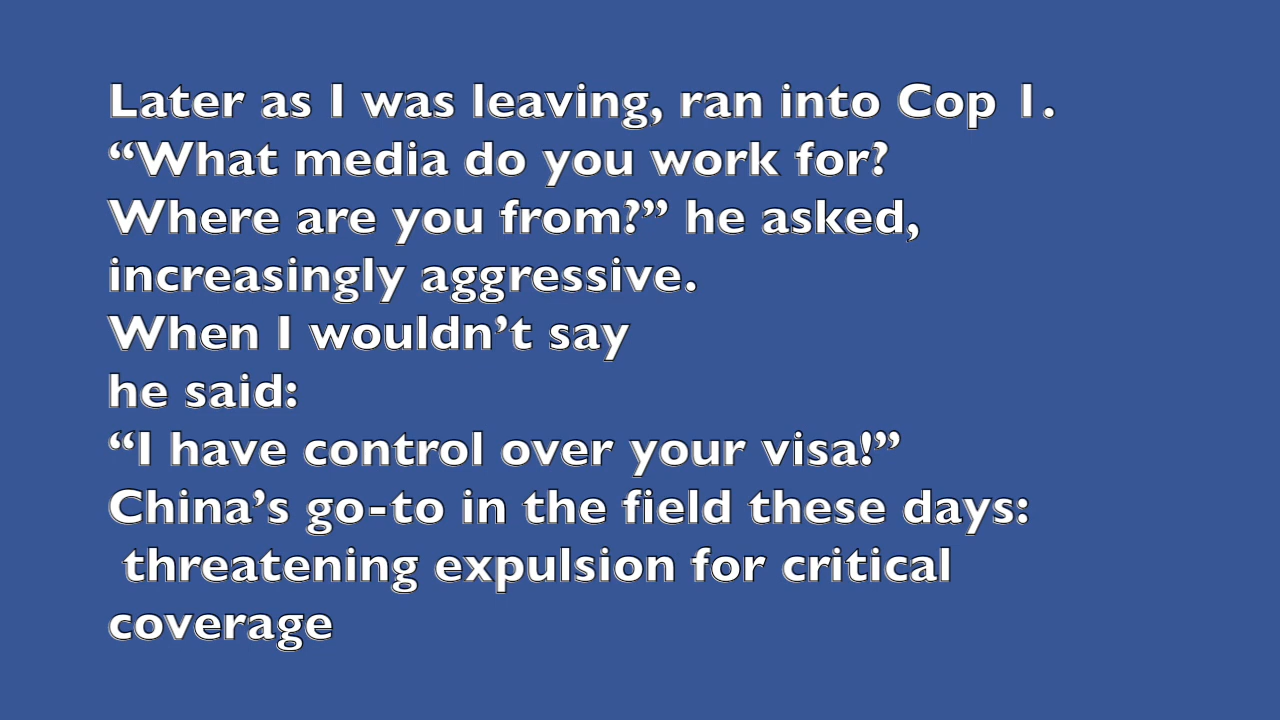 Later as I was leaving, ran into Cop 1.
“What media do you work for?
Where are you from?” he asked,
increasingly aggressive.
When I wouldn’t say
he said:
“I have control over your visa!”
China’s go-to in the field these days:
threatening expulsion for critical
coverage